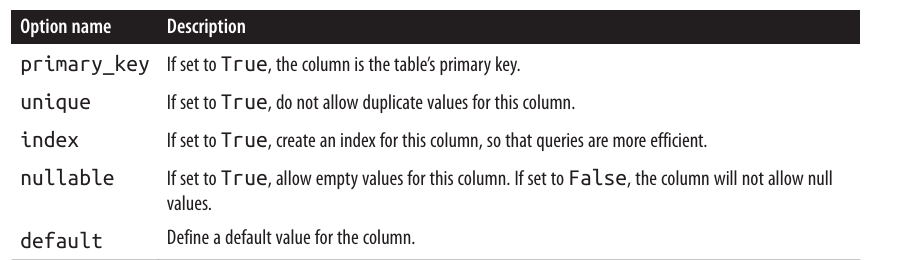 Option name Description
primary_key If set to True, the column is the table’s primary key.
unique If set to True, do not allow duplicate values for this column.
index If set to True, create an index for this column, so that queries are more efficient.
nullable If set to True, allow empty values for this column. If set to False, the column will not allow null
values.
default Define a default value for the column.